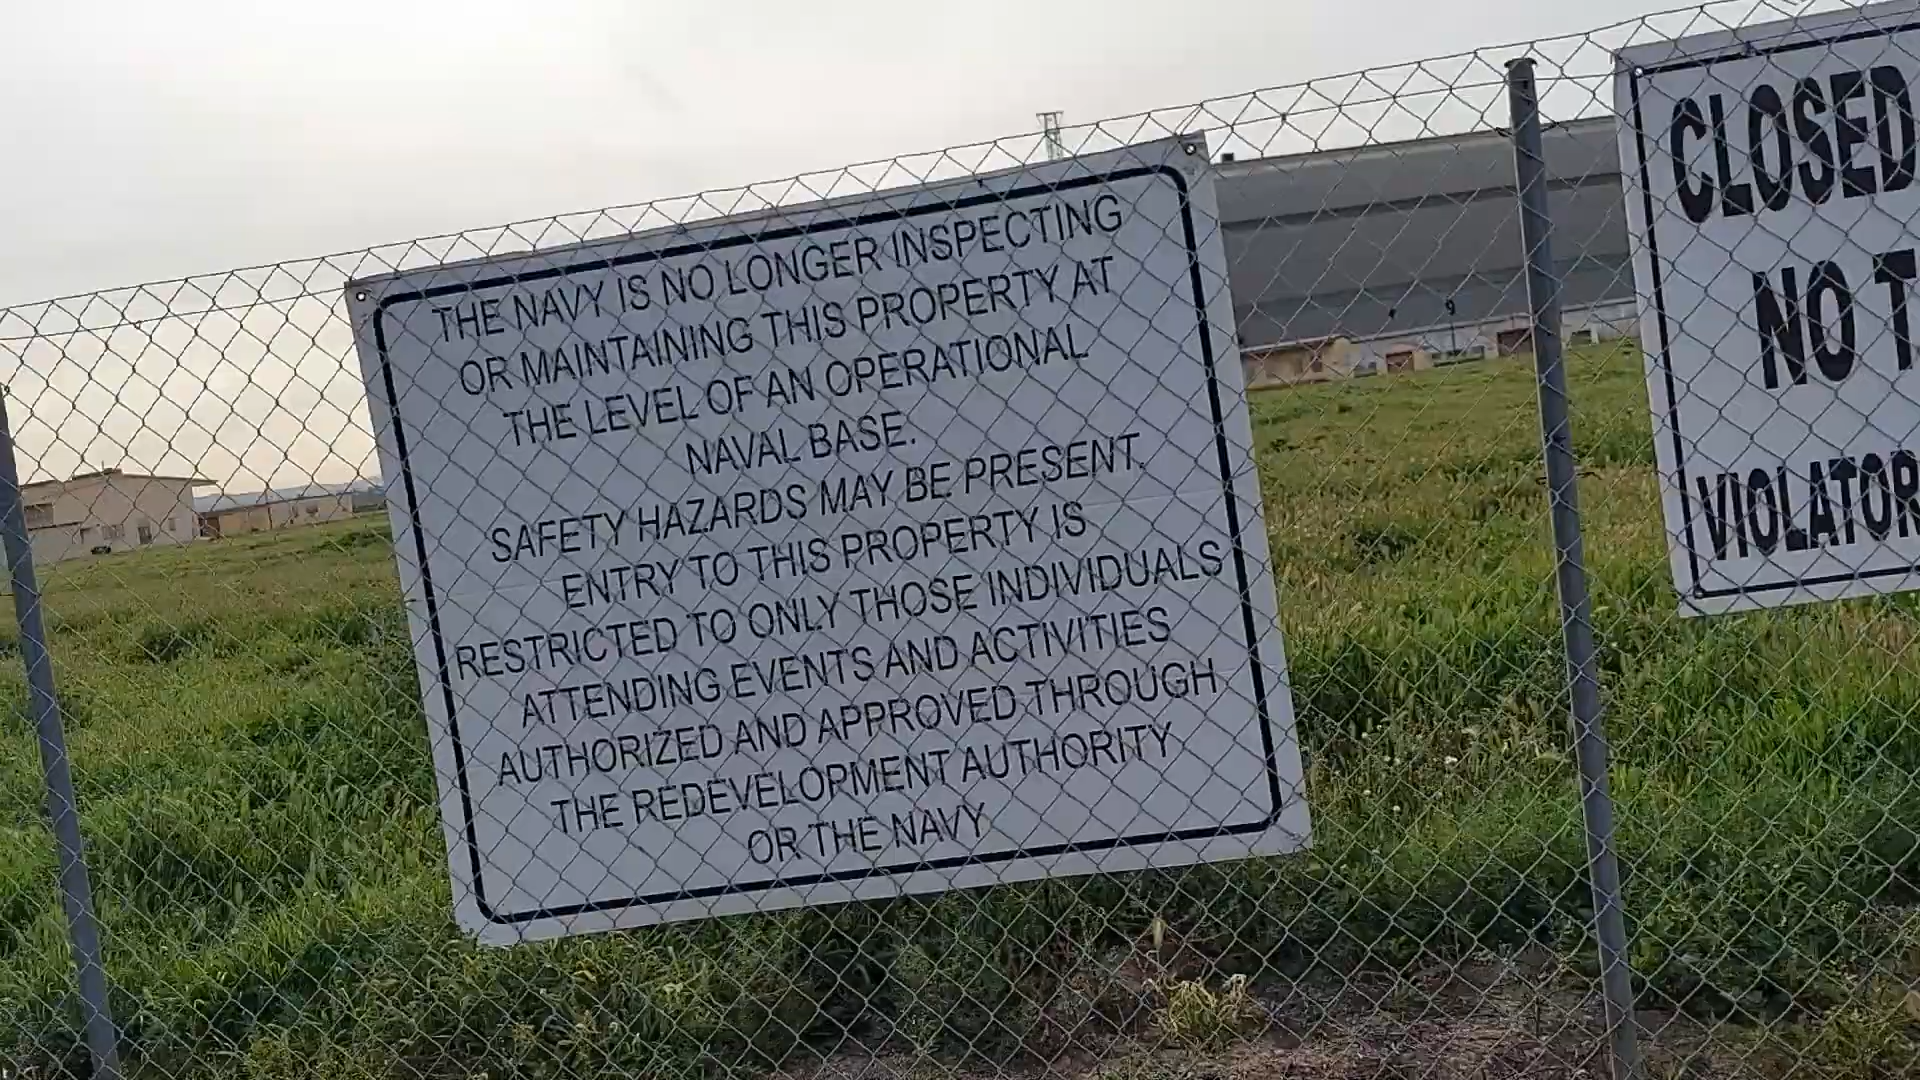 THE NAVY IS NO LONGER INSPECTING
OR MAINTAINING THIS PROPERTY AT
THE LEVEL OF AN OPERATIONAL
NAVAL BASE.
SAFETY HAZARDS MAY BE PRESENT.
ENTRY TO THIS PROPERTY IS
RESTRICTED TO ONLY THOSE INDIVIDUALS
ATTENDING EVENTS AND ACTIVITIES
AUTHORIZED AND APPROVED THROUGH
THE REDEVELOPMENT AUTHORITY
OR THE NAVY
9
CLOSED
NO T
VIOLATOR